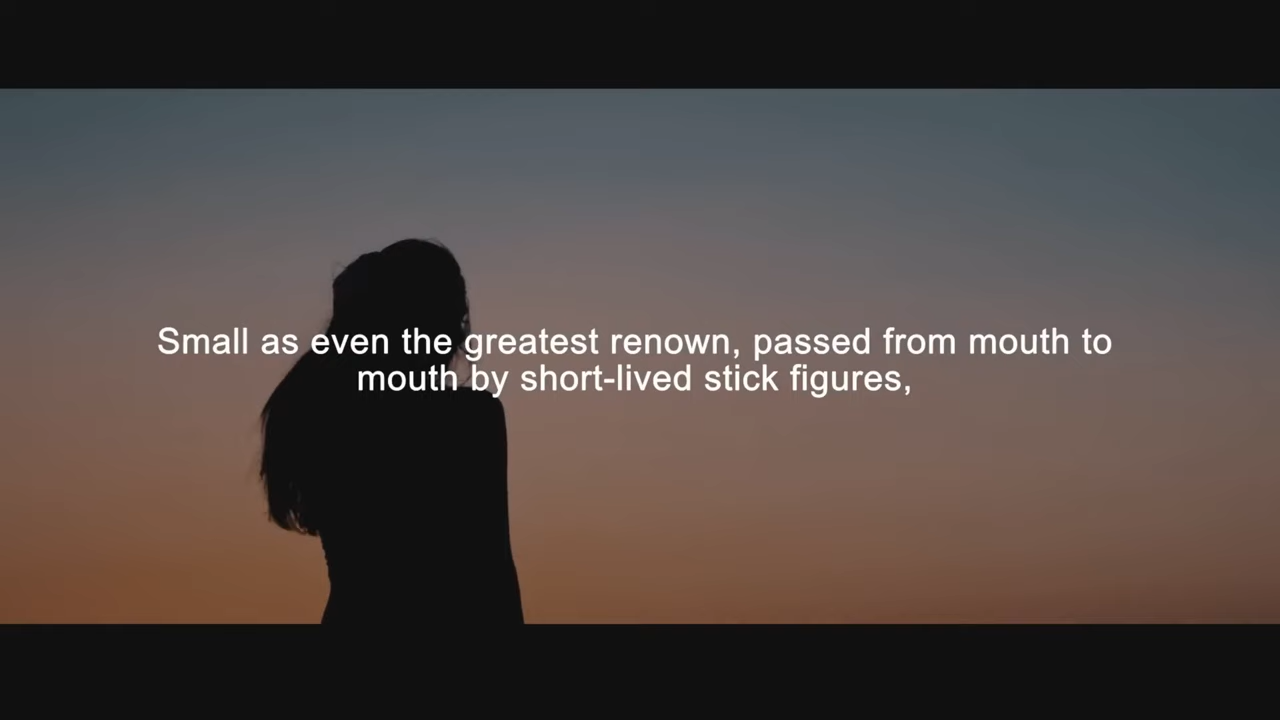 Small as even the greatest renown, passed from mouth to
mouth by short-lived stick figures,